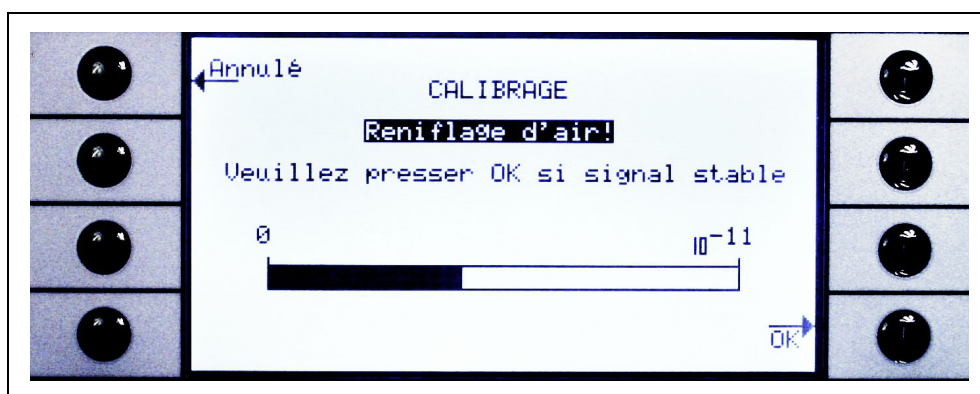 Annulé
CALIBRAGE
Reniflage d'air!
Veuillez presser OK si signal stable
0 10⁻¹¹
OK